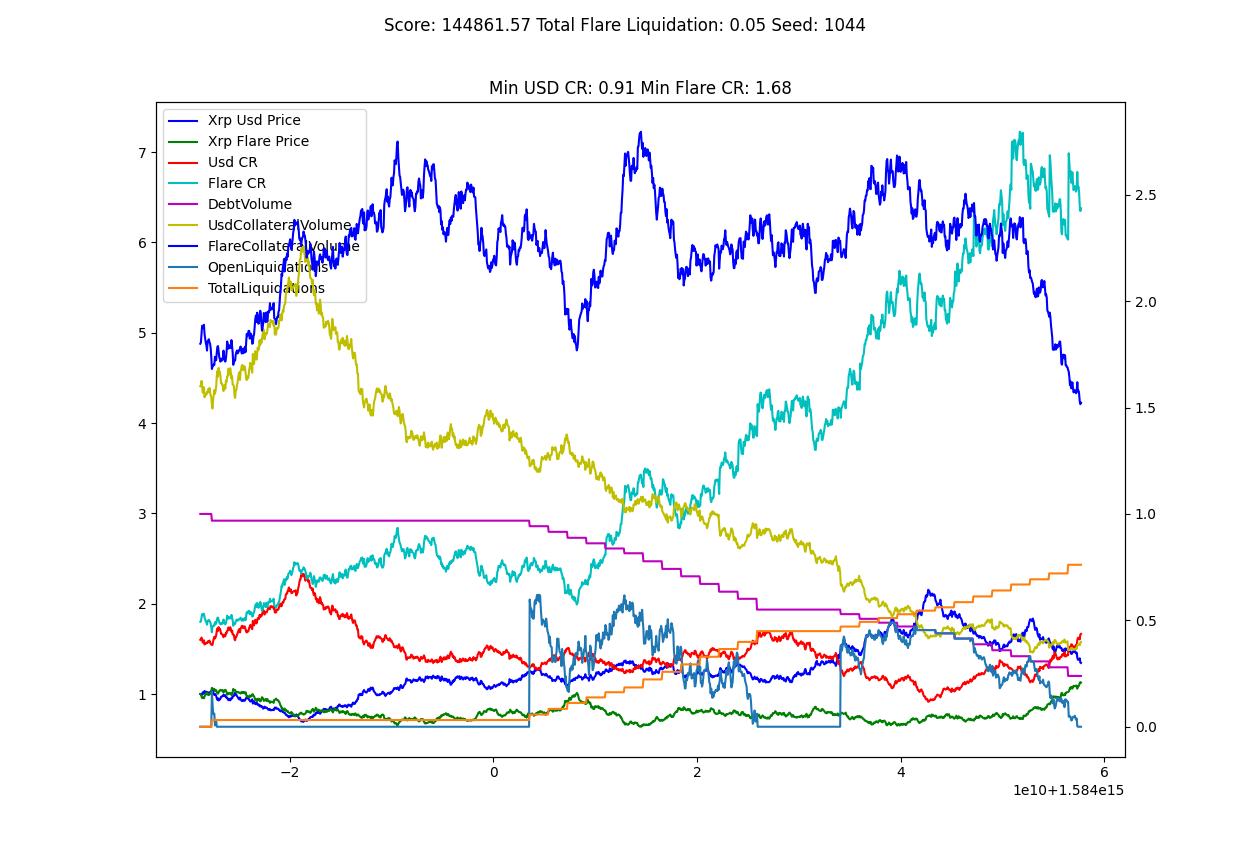 Score: 144861.57 Total Flare Liquidation: 0.05 Seed: 1044
Min USD CR: 0.91 Min Flare CR: 1.68
Xrp Usd Price
Xrp Flare Price
Usd CR
Flare CR
DebtVolume
UsdCollateralVolume
FlareCollateralVolume
OpenLiquidations
TotalLiquidations
7
6
5
4
3
2
1
2.5
2.0
1.5
1.0
0.5
0.0
−2
0
2
4
6
1e10+1.584e15